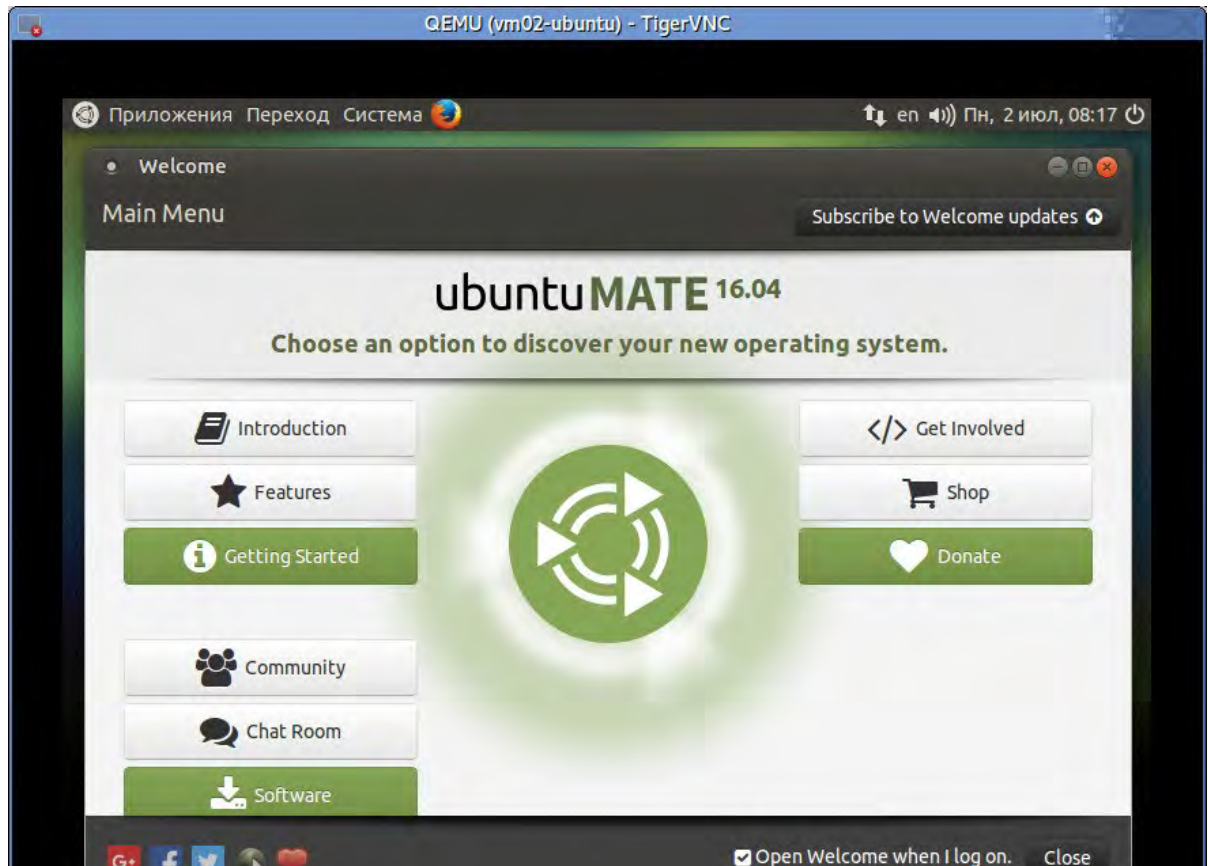 QEMU (vm02-ubuntu) - TigerVNC
Приложения Переход Система en Пн, 2 июл, 08:17
Welcome
Main Menu
Subscribe to Welcome updates
ubuntuMATE 16.04
Choose an option to discover your new operating system.
Introduction
Features
Getting Started
Community
Chat Room
Software
Get Involved
Shop
Donate
G+
Open Welcome when I log on. Close